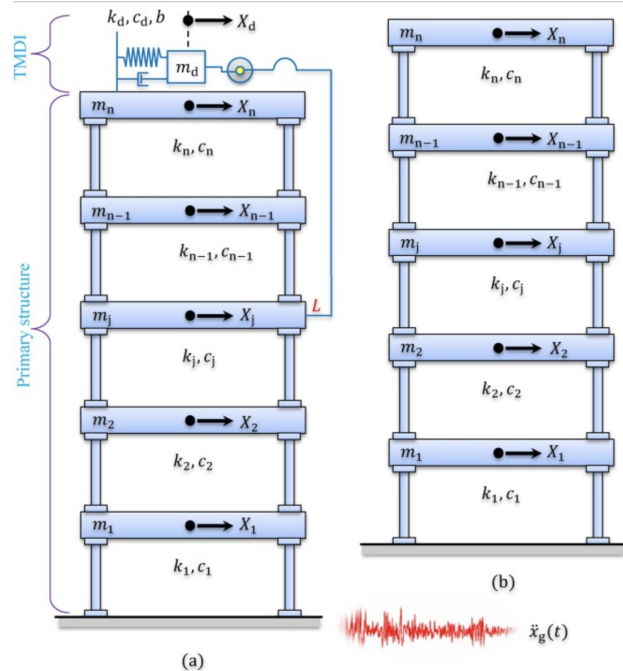 TMDI
Primary structure
k_d, c_d, b
X_d
m_d
m_n X_n
k_n, c_n
m_{n-1} X_{n-1}
k_{n-1}, c_{n-1}
L
m_j X_j
k_j, c_j
m_2 X_2
k_2, c_2
m_1 X_1
k_1, c_1
(a)
m_n X_n
k_n, c_n
m_{n-1} X_{n-1}
k_{n-1}, c_{n-1}
m_j X_j
k_j, c_j
m_2 X_2
k_2, c_2
m_1 X_1
k_1, c_1
(b)
ẍ_g(t)